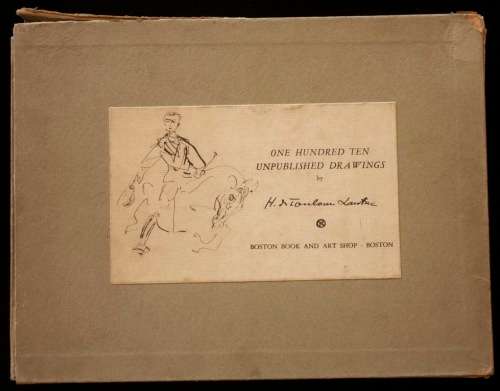 ONE HUNDRED TEN
UNPUBLISHED DRAWINGS
by
H. de Toulouse Lautrec
BOSTON BOOK AND ART SHOP - BOSTON